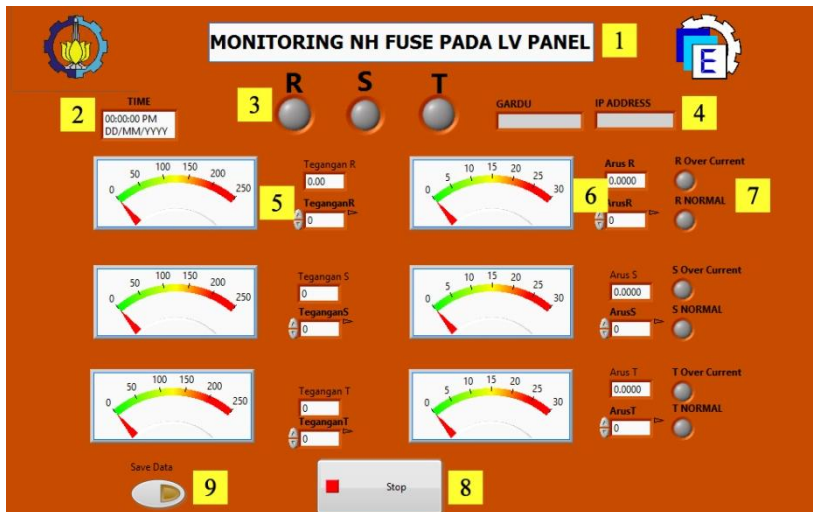 MONITORING NH FUSE PADA LV PANEL
1
E
2
TIME
00:00:00 PM
DD/MM/YYYY
3
R
S
T
GARDU
IP ADDRESS
4
0
50
100
150
200
250
5
Tegangan R
0.00
TeganganR
0
0
5
10
15
20
25
30
6
Arus R
0.0000
ArusR
0
R Over Current
R NORMAL
7
0
50
100
150
200
250
Tegangan S
0
TeganganS
0
0
5
10
15
20
25
30
Arus S
0.0000
ArusS
0
S Over Current
S NORMAL
0
50
100
150
200
250
Tegangan T
0
TeganganT
0
0
5
10
15
20
25
30
Arus T
0.0000
ArusT
0
T Over Current
T NORMAL
Save Data
9
Stop
8